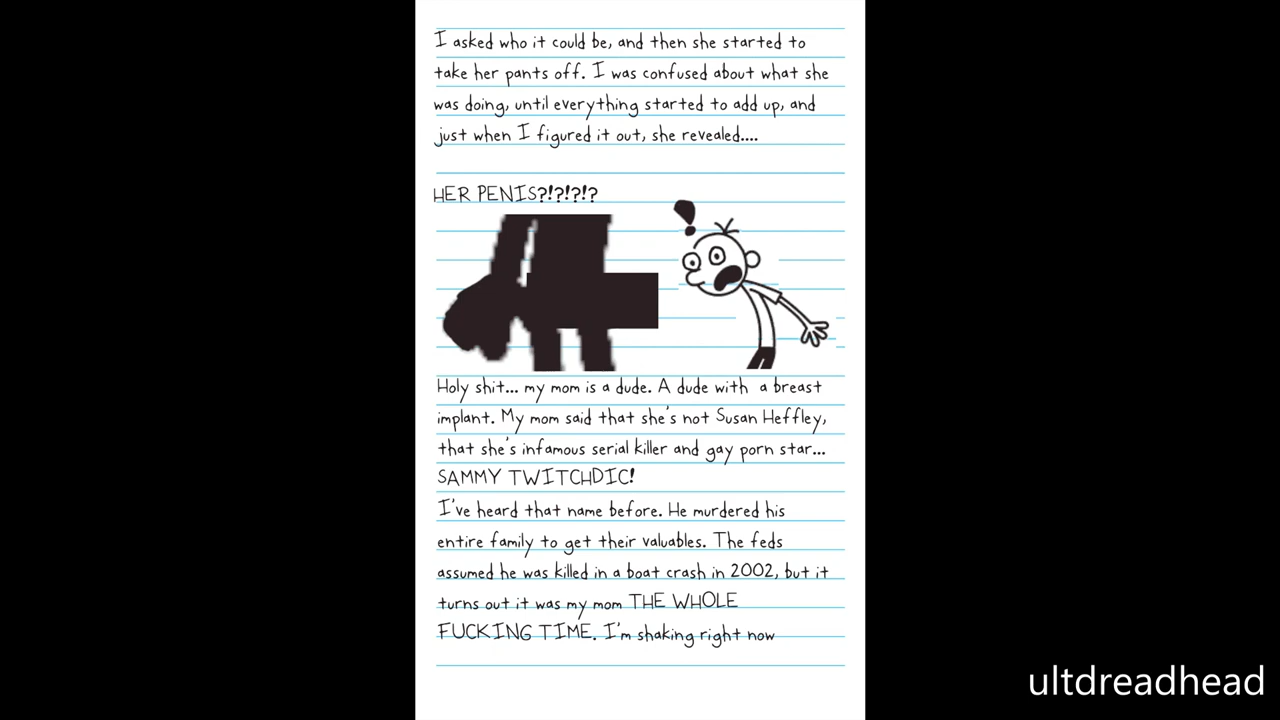 I asked who it could be, and then she started to
take her pants off. I was confused about what she
was doing, until everything started to add up, and
just when I figured it out, she revealed....
HER PENIS?!?!?!?
!
Holy shit... my mom is a dude. A dude with a breast
implant. My mom said that she's not Susan Heffley,
that she's infamous serial killer and gay porn star...
SAMMY TWITCHDIC!
I've heard that name before. He murdered his
entire family to get their valuables. The feds
assumed he was killed in a boat crash in 2002, but it
turns out it was my mom THE WHOLE
FUCKING TIME. I'm shaking right now
ultdreadhead